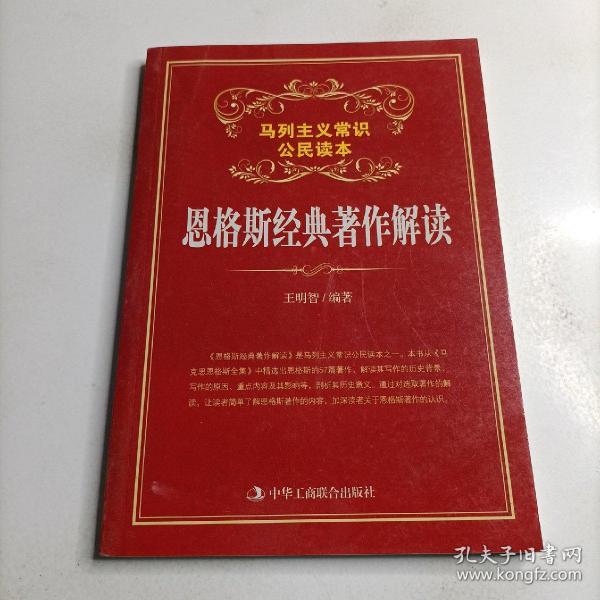 马列主义常识
公民读本
恩格斯经典著作解读
王明智/编著
《恩格斯经典著作解读》是马列主义常识公民读本之一。本书从《马
克思恩格斯全集》中精选出恩格斯的57篇著作，解读其写作的历史背景、
写作的原因、重点内容及其影响等，剖析其历史意义。通过对选取著作的解
读，让读者简单了解恩格斯著作的内容，加深读者关于恩格斯著作的认识。
中华工商联合出版社
孔夫子旧书网
www.kongfz.com